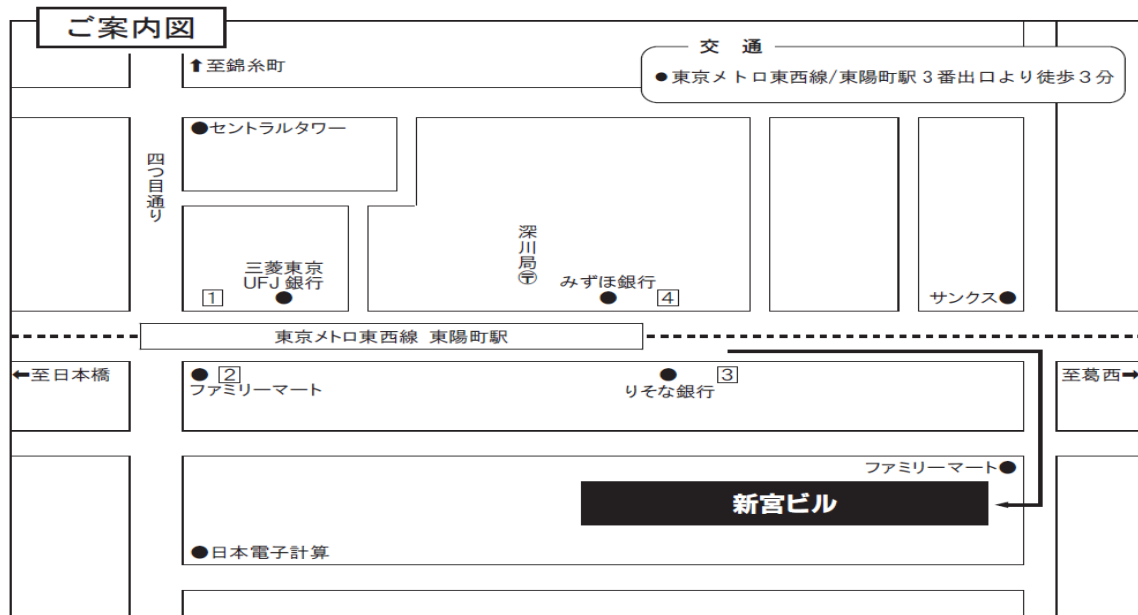 ご案内図
交 通
●東京メトロ東西線/東陽町駅3番出口より徒歩3分
⬆至錦糸町
●セントラルタワー
四つ目通り
深川局〶
三菱東京
UFJ銀行
●
1
みずほ銀行
●
4
サンクス●
東京メトロ東西線 東陽町駅
⬅至日本橋
● 2
ファミリーマート
● 3
りそな銀行
至葛西➡
ファミリーマート●
新宮ビル
●日本電子計算